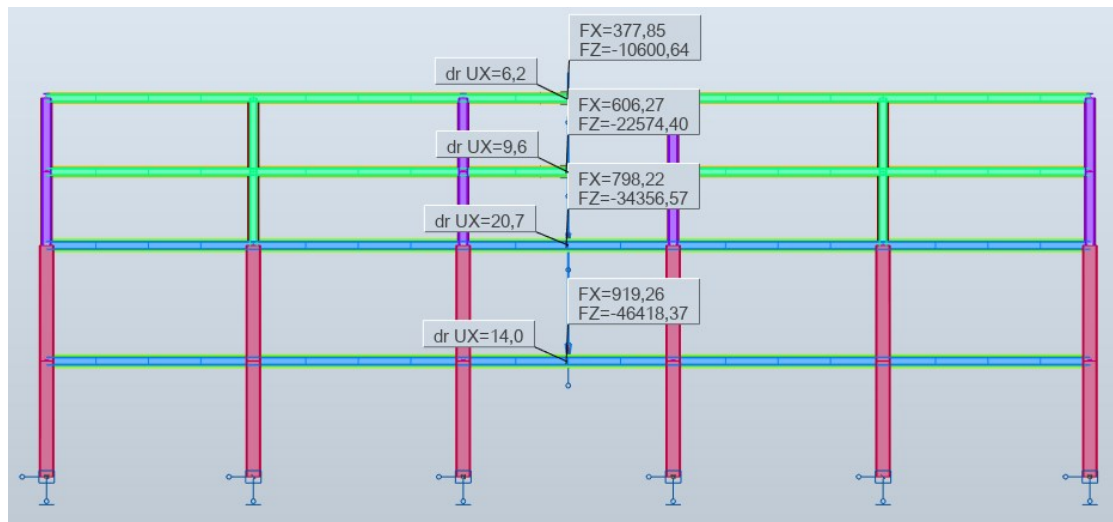 FX=377,85
FZ=-10600,64
dr UX=6,2
FX=606,27
FZ=-22574,40
dr UX=9,6
FX=798,22
FZ=-34356,57
dr UX=20,7
FX=919,26
FZ=-46418,37
dr UX=14,0